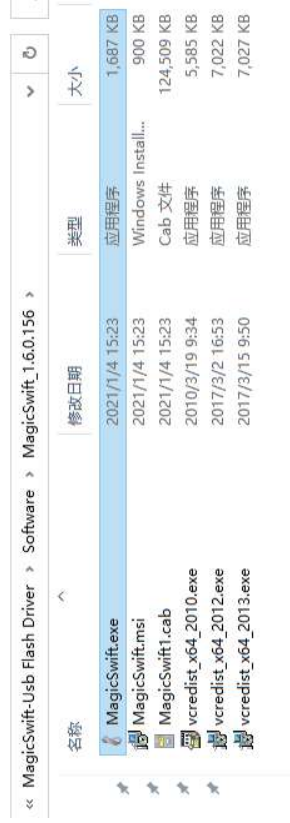 « MagicSwift-Usb Flash Driver > Software > MagicSwift_1.6.0.156 >
名称 修改日期 类型 大小
MagicSwift.exe 2021/1/4 15:23 应用程序 1,687 KB
MagicSwift.msi 2021/1/4 15:23 Windows Install... 900 KB
MagicSwift1.cab 2021/1/4 15:23 Cab 文件 124,509 KB
vcredist_x64_2010.exe 2010/3/19 9:34 应用程序 5,585 KB
vcredist_x64_2012.exe 2017/3/2 16:53 应用程序 7,022 KB
vcredist_x64_2013.exe 2017/3/15 9:50 应用程序 7,027 KB